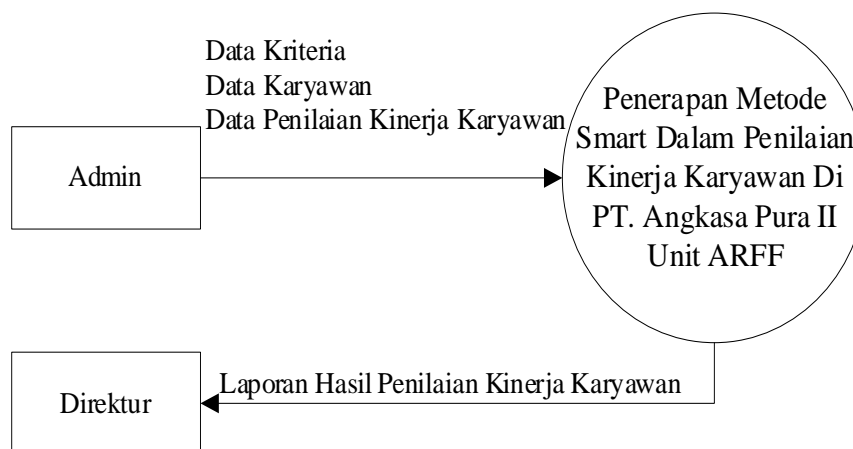 Data Kriteria
Data Karyawan
Data Penilaian Kinerja Karyawan
Admin
Penerapan Metode
Smart Dalam Penilaian
Kinerja Karyawan Di
PT. Angkasa Pura II
Unit ARFF
Laporan Hasil Penilaian Kinerja Karyawan
Direktur